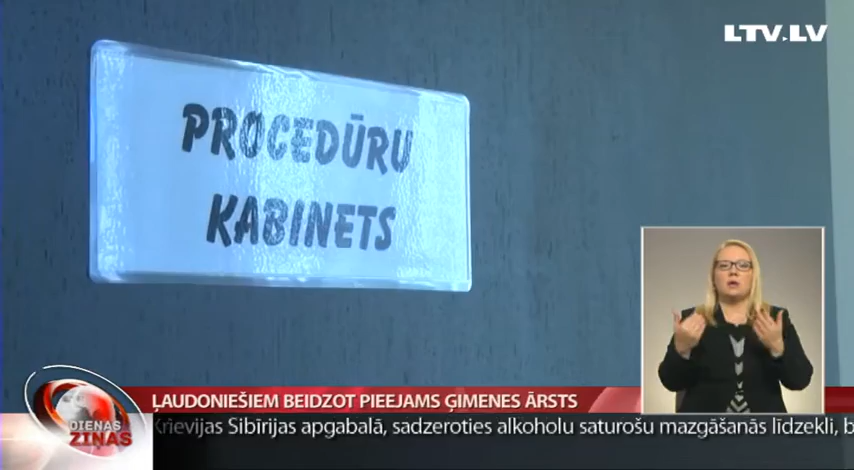 LTV.LV
PROCEDŪRU
KABINETS
ĻAUDONIEŠIEM BEIDZOT PIEEJAMS ĢIMENES ĀRSTS
DIENAS
ZIŅAS
Krievijas Sibīrijas apgabalā, sadzeroties alkoholu saturošu mazgāšanās līdzekli, b